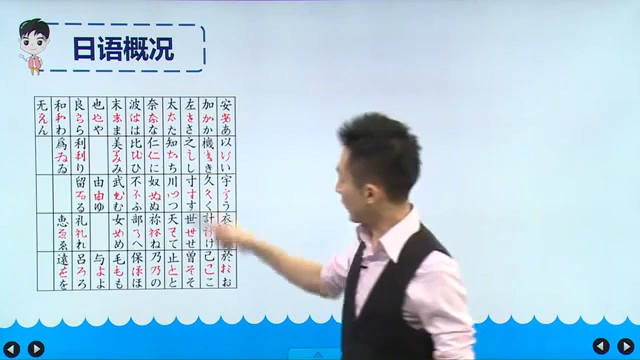 日语概况
安あ 以い 宇う 衣 於お
加か 機き 久く 計け 己こ
左さ 之し 寸す 世せ 曽そ
太た 知ち 川つ 天て 止と
奈な 仁に 奴ぬ 祢ね 乃の
波は 比ひ 不ふ 部へ 保ほ
末ま 美み 武む 女め 毛も
也や 由ゆ 与よ
良ら 利り 留る 礼れ 呂ろ
和わ 爲ゐ 恵ゑ 遠を
无ん